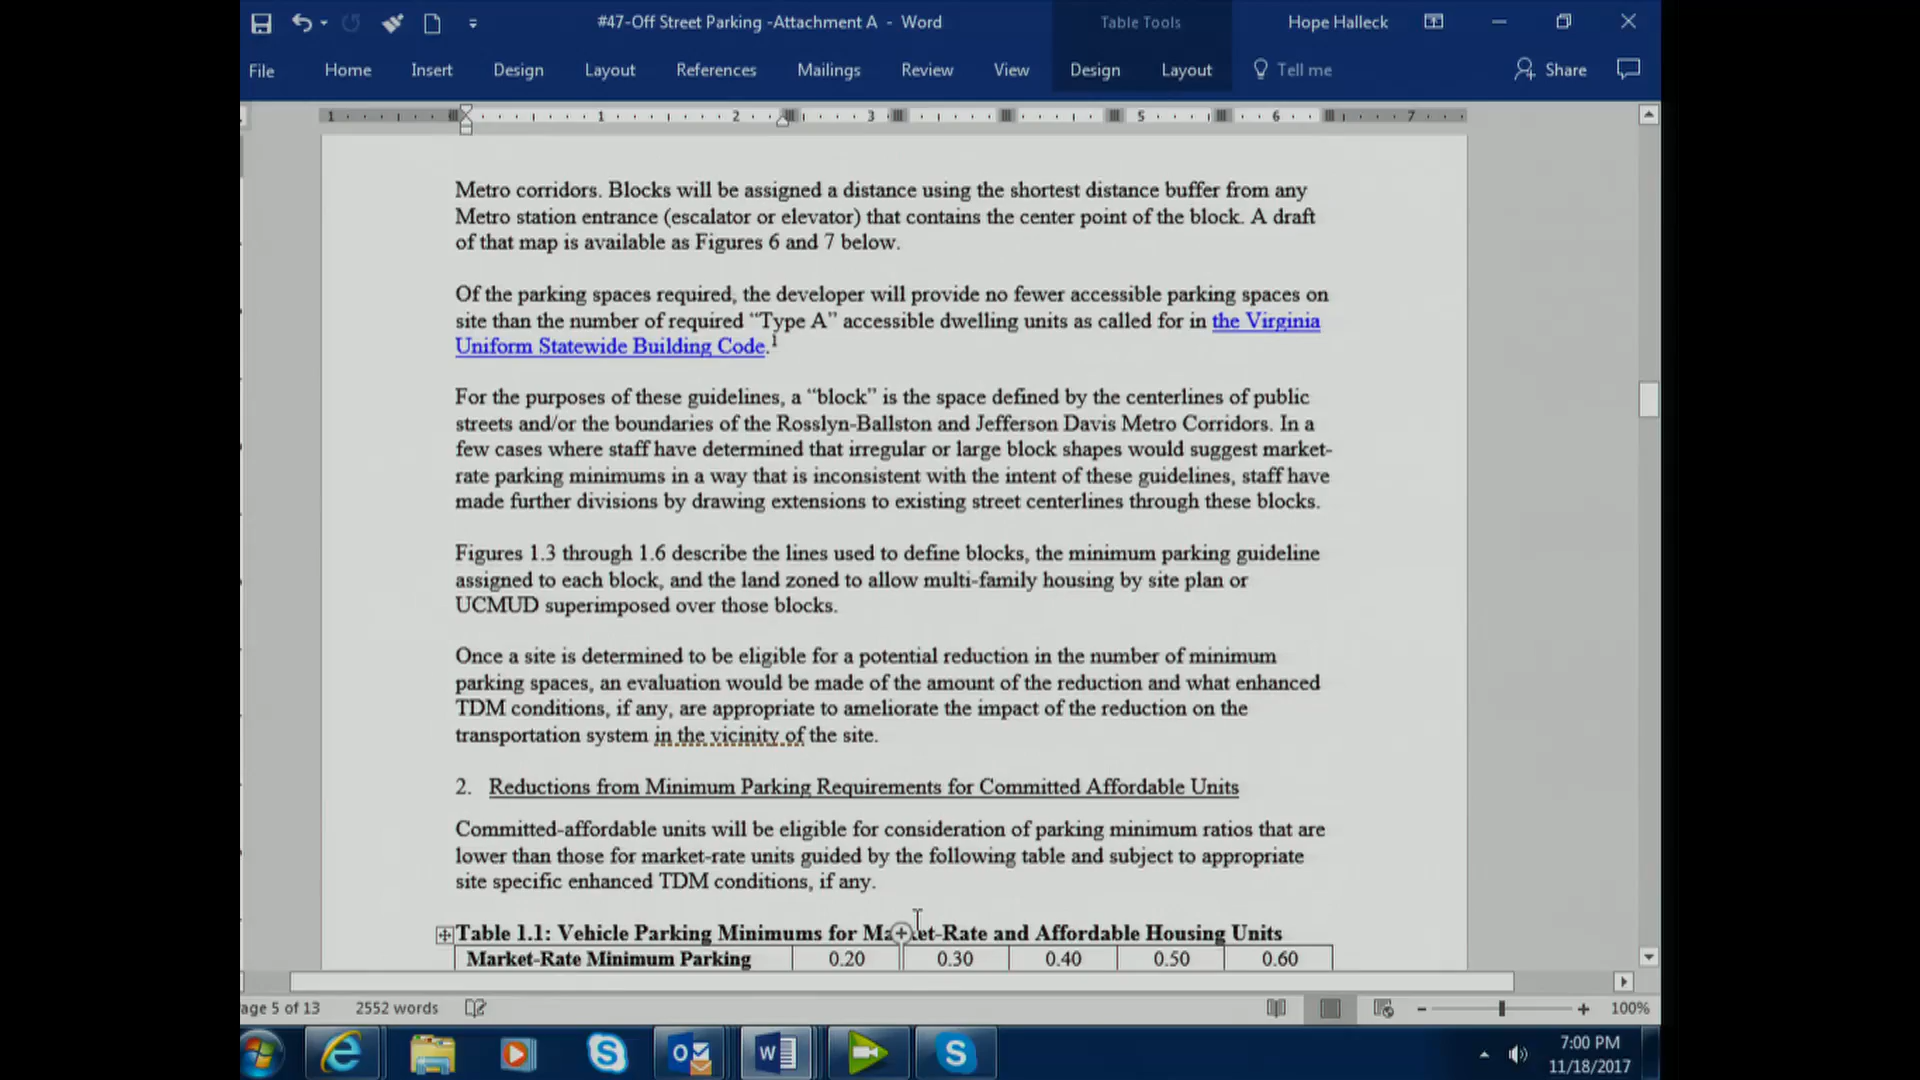 #47-Off Street Parking -Attachment A - Word
Table Tools
Hope Halleck
File Home Insert Design Layout References Mailings Review View Design Layout Tell me Share
1 1 2 3 5 6 7
Metro corridors. Blocks will be assigned a distance using the shortest distance buffer from any
Metro station entrance (escalator or elevator) that contains the center point of the block. A draft
of that map is available as Figures 6 and 7 below.
Of the parking spaces required, the developer will provide no fewer accessible parking spaces on
site than the number of required “Type A” accessible dwelling units as called for in the Virginia
Uniform Statewide Building Code.1
For the purposes of these guidelines, a “block” is the space defined by the centerlines of public
streets and/or the boundaries of the Rosslyn-Ballston and Jefferson Davis Metro Corridors. In a
few cases where staff have determined that irregular or large block shapes would suggest market-
rate parking minimums in a way that is inconsistent with the intent of these guidelines, staff have
made further divisions by drawing extensions to existing street centerlines through these blocks.
Figures 1.3 through 1.6 describe the lines used to define blocks, the minimum parking guideline
assigned to each block, and the land zoned to allow multi-family housing by site plan or
UCMUD superimposed over those blocks.
Once a site is determined to be eligible for a potential reduction in the number of minimum
parking spaces, an evaluation would be made of the amount of the reduction and what enhanced
TDM conditions, if any, are appropriate to ameliorate the impact of the reduction on the
transportation system in the vicinity of the site.
2. Reductions from Minimum Parking Requirements for Committed Affordable Units
Committed-affordable units will be eligible for consideration of parking minimum ratios that are
lower than those for market-rate units guided by the following table and subject to appropriate
site specific enhanced TDM conditions, if any.
Table 1.1: Vehicle Parking Minimums for Market-Rate and Affordable Housing Units
Market-Rate Minimum Parking 0.20 0.30 0.40 0.50 0.60
age 5 of 13 2552 words 100%
7:00 PM
11/18/2017